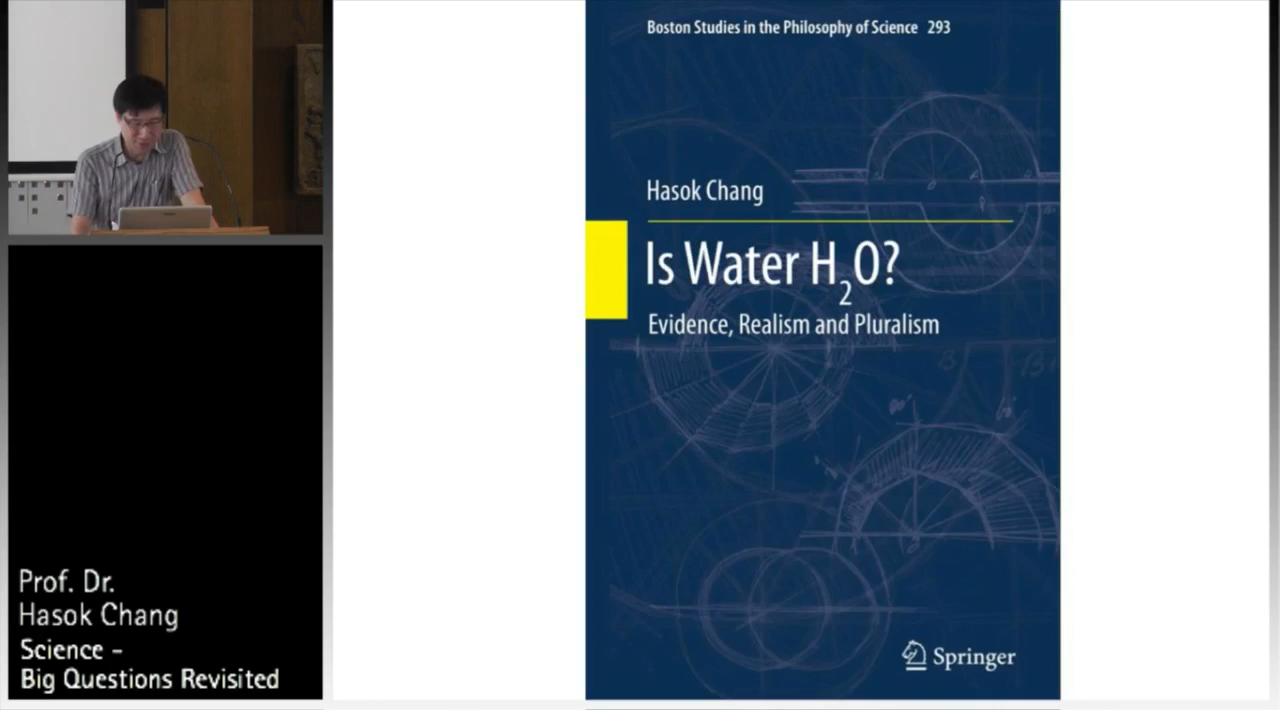 Boston Studies in the Philosophy of Science 293
Hasok Chang
Is Water H₂O?
Evidence, Realism and Pluralism
Springer
Prof. Dr.
Hasok Chang
Science –
Big Questions Revisited